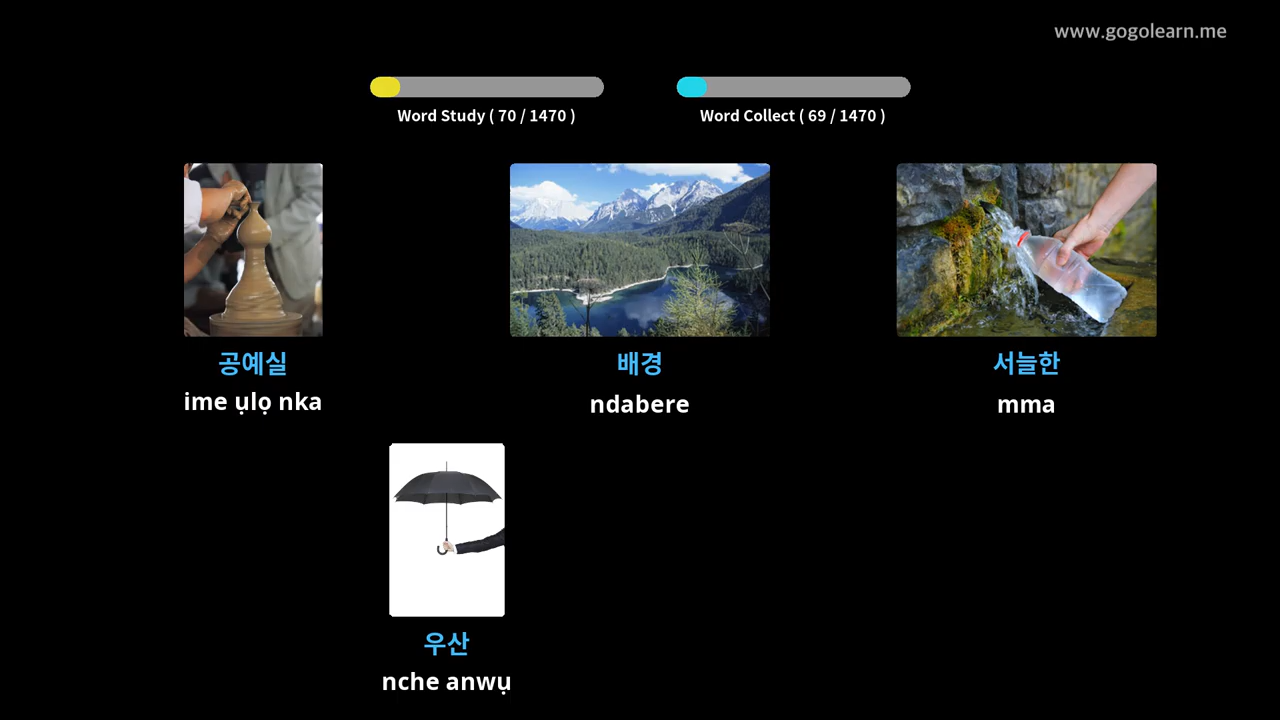 www.gogolearn.me
Word Study ( 70 / 1470 )
Word Collect ( 69 / 1470 )
공예실
ime ụlọ nka
배경
ndabere
서늘한
mma
우산
nche anwụ